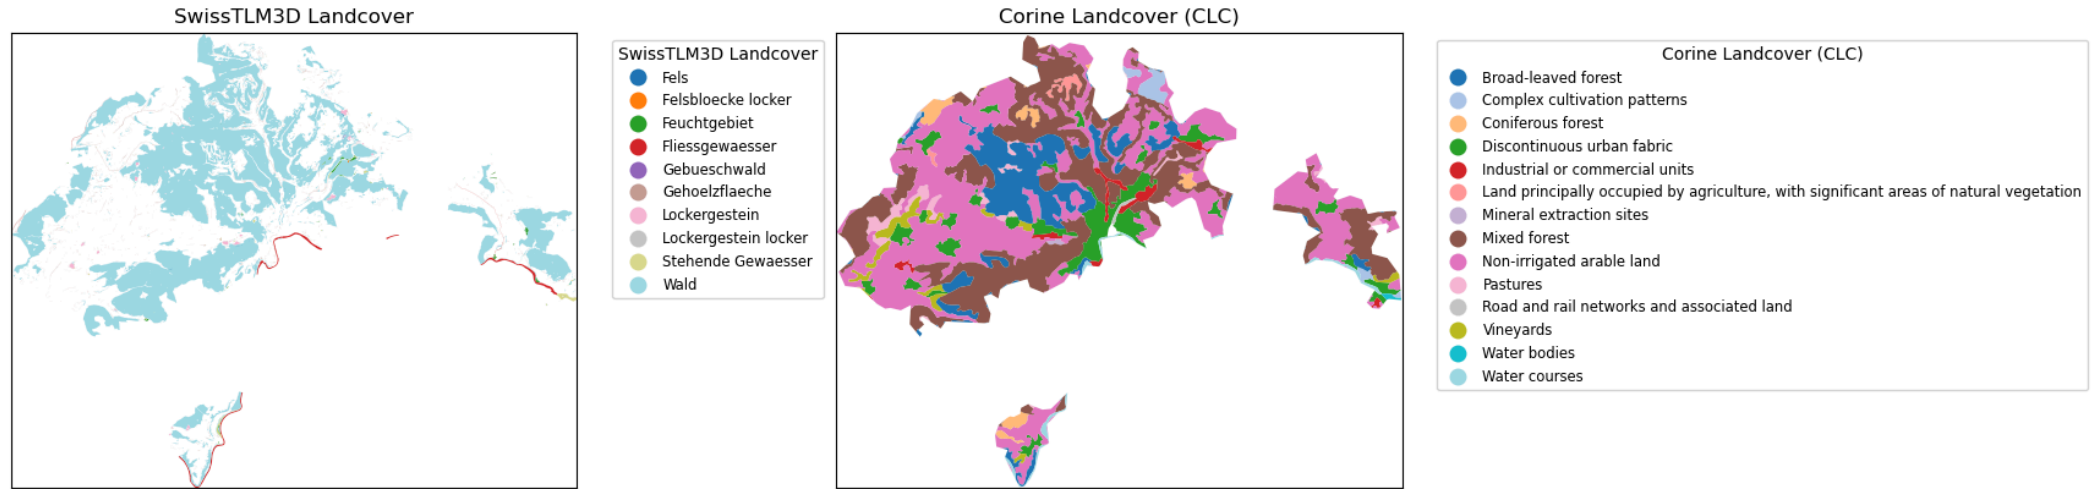 SwissTLM3D Landcover
SwissTLM3D Landcover
Fels
Felsbloecke locker
Feuchtgebiet
Fliessgewaesser
Gebueschwald
Gehoelzflaeche
Lockergestein
Lockergestein locker
Stehende Gewaesser
Wald
Corine Landcover (CLC)
Corine Landcover (CLC)
Broad-leaved forest
Complex cultivation patterns
Coniferous forest
Discontinuous urban fabric
Industrial or commercial units
Land principally occupied by agriculture, with significant areas of natural vegetation
Mineral extraction sites
Mixed forest
Non-irrigated arable land
Pastures
Road and rail networks and associated land
Vineyards
Water bodies
Water courses